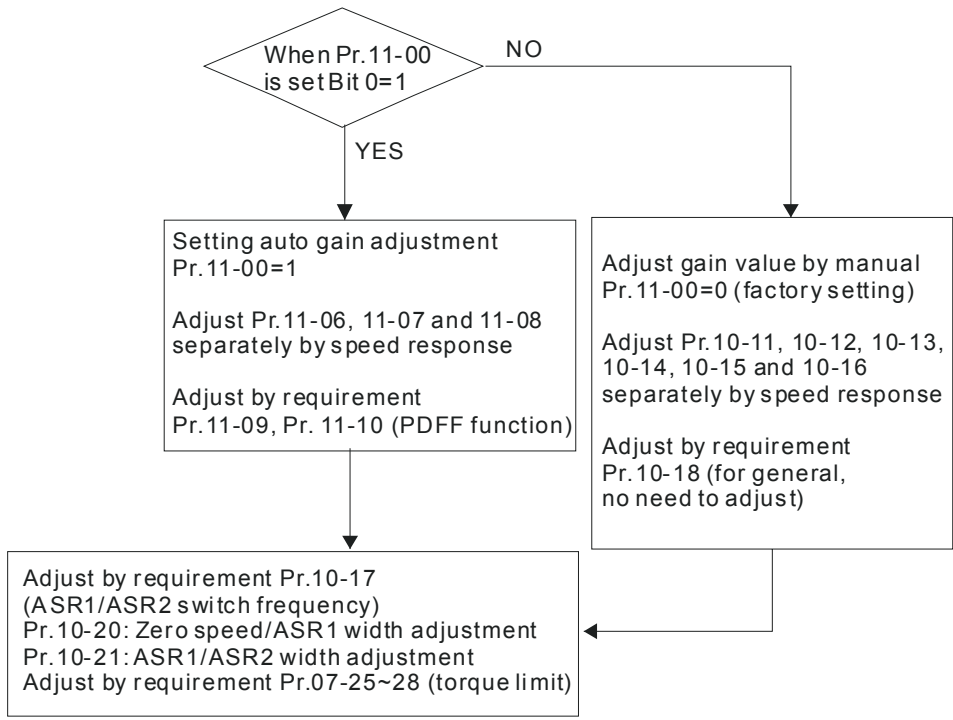 When Pr.11-00
is set Bit 0=1
NO
YES
Setting auto gain adjustment
Pr.11-00=1
Adjust Pr.11-06, 11-07 and 11-08
separately by speed response
Adjust by requirement
Pr.11-09, Pr. 11-10 (PDFF function)
Adjust gain value by manual
Pr.11-00=0 (factory setting)
Adjust Pr.10-11, 10-12, 10-13,
10-14, 10-15 and 10-16
separately by speed response
Adjust by requirement
Pr.10-18 (for general,
no need to adjust)
Adjust by requirement Pr.10-17
(ASR1/ASR2 switch frequency)
Pr.10-20: Zero speed/ASR1 width adjustment
Pr.10-21: ASR1/ASR2 width adjustment
Adjust by requirement Pr.07-25~28 (torque limit)